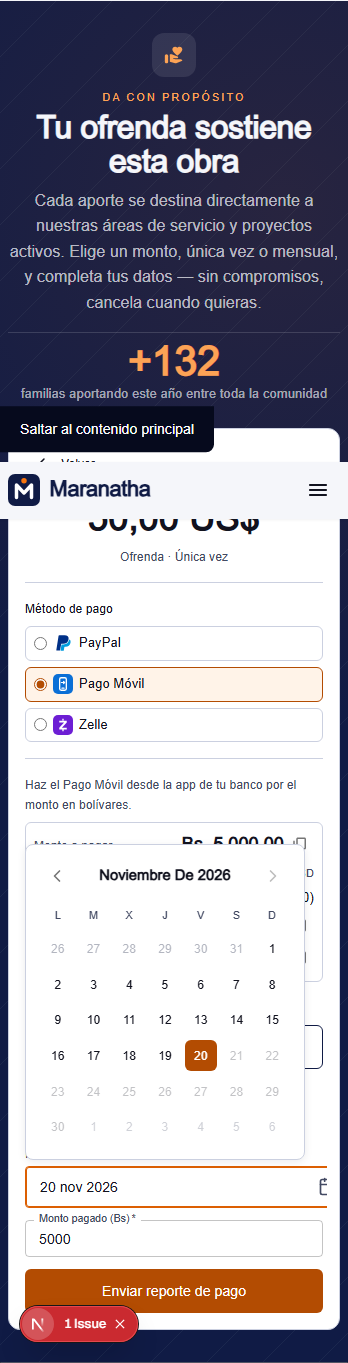 DA CON PROPÓSITO
Tu ofrenda sostiene
esta obra
Cada aporte se destina directamente a
nuestras áreas de servicio y proyectos
activos. Elige un monto, única vez o mensual,
y completa tus datos — sin compromisos,
cancela cuando quieras.
+132
familias aportando este año entre toda la comunidad
Saltar al contenido principal
Volver
Maranatha
50,00 US$
Ofrenda · Única vez
Método de pago
PayPal
Pago Móvil
Zelle
Haz el Pago Móvil desde la app de tu banco por el
monto en bolívares.
Monto a pagar Bs. 5.000,00
D
0)
Noviembre De 2026
L M X J V S D
26 27 28 29 30 31 1
2 3 4 5 6 7 8
9 10 11 12 13 14 15
16 17 18 19 20 21 22
23 24 25 26 27 28 29
30 1 2 3 4 5 6
20 nov 2026
Monto pagado (Bs) *
5000
Enviar reporte de pago
N 1 Issue